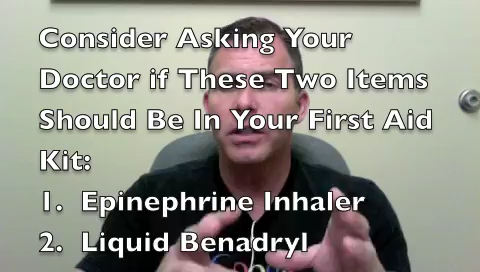 Consider Asking Your
Doctor if These Two Items
Should Be In Your First Aid
Kit:
1. Epinephrine Inhaler
2. Liquid Benadryl